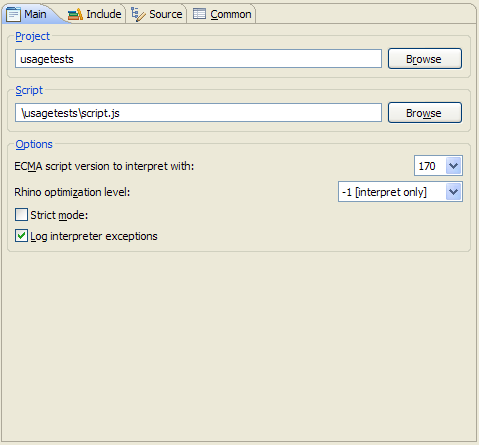 Main Include Source Common
Project
usagetests Browse
Script
\usagetests\script.js Browse
Options
ECMA script version to interpret with: 170
Rhino optimization level: -1 [interpret only]
Strict mode:
Log interpreter exceptions